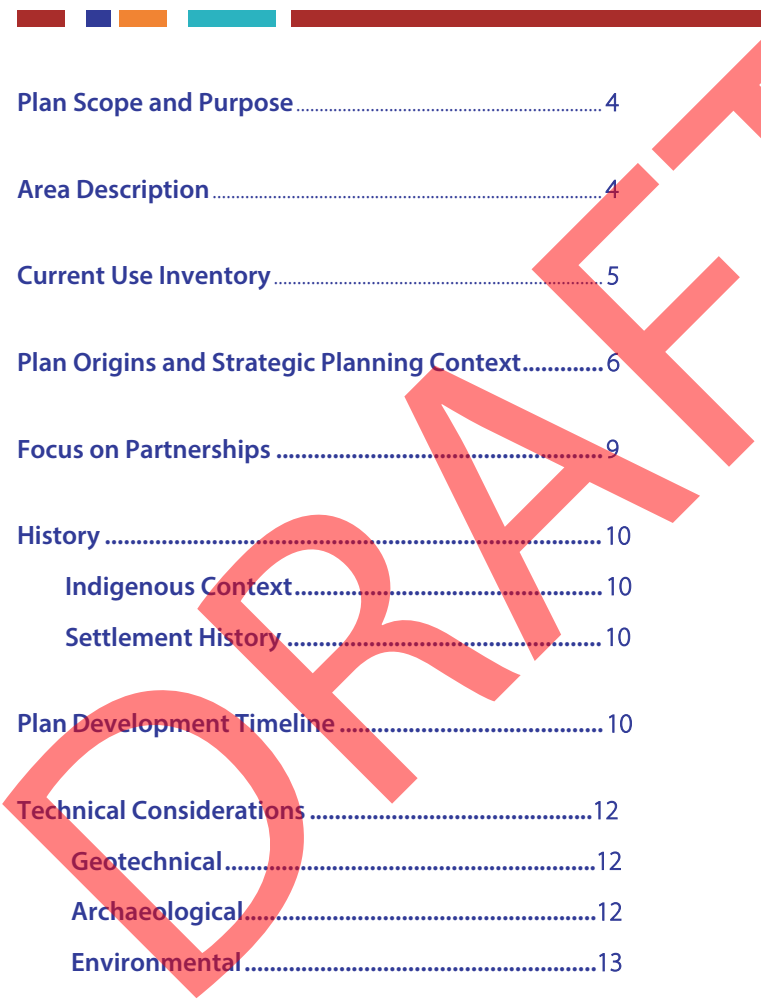 Plan Scope and Purpose 4
Area Description 4
Current Use Inventory 5
Plan Origins and Strategic Planning Context 6
Focus on Partnerships 9
History 10
Indigenous Context 10
Settlement History 10
Plan Development Timeline 10
Technical Considerations 12
Geotechnical 12
Archaeological 12
Environmental 13
DRAFT